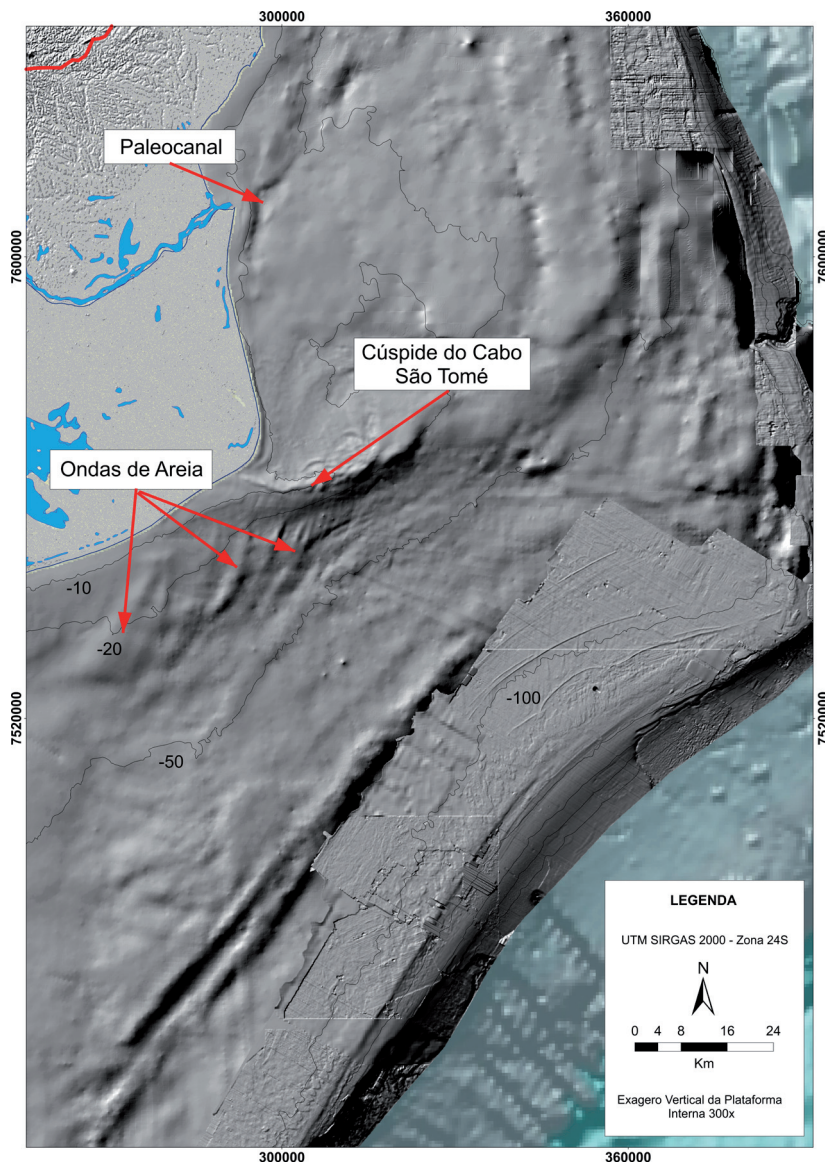 300000
360000
Paleocanal
7600000
7600000
Cúspide do Cabo
São Tomé
Ondas de Areia
-10
-20
-50
-100
7520000
7520000
LEGENDA
UTM SIRGAS 2000 - Zona 24S
N
0 4 8 16 24
Km
Exagero Vertical da Plataforma
Interna 300x
300000
360000